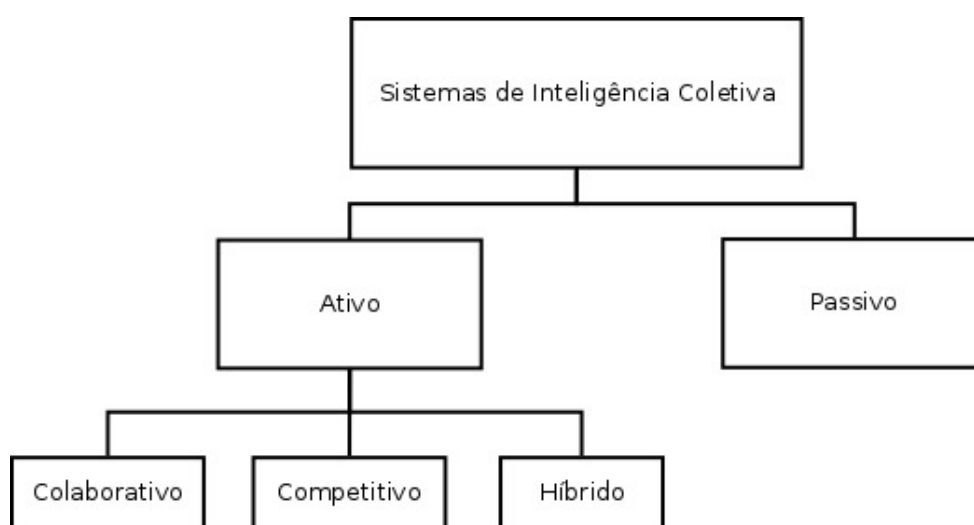 Sistemas de Inteligência Coletiva
Ativo
Passivo
Colaborativo
Competitivo
Híbrido